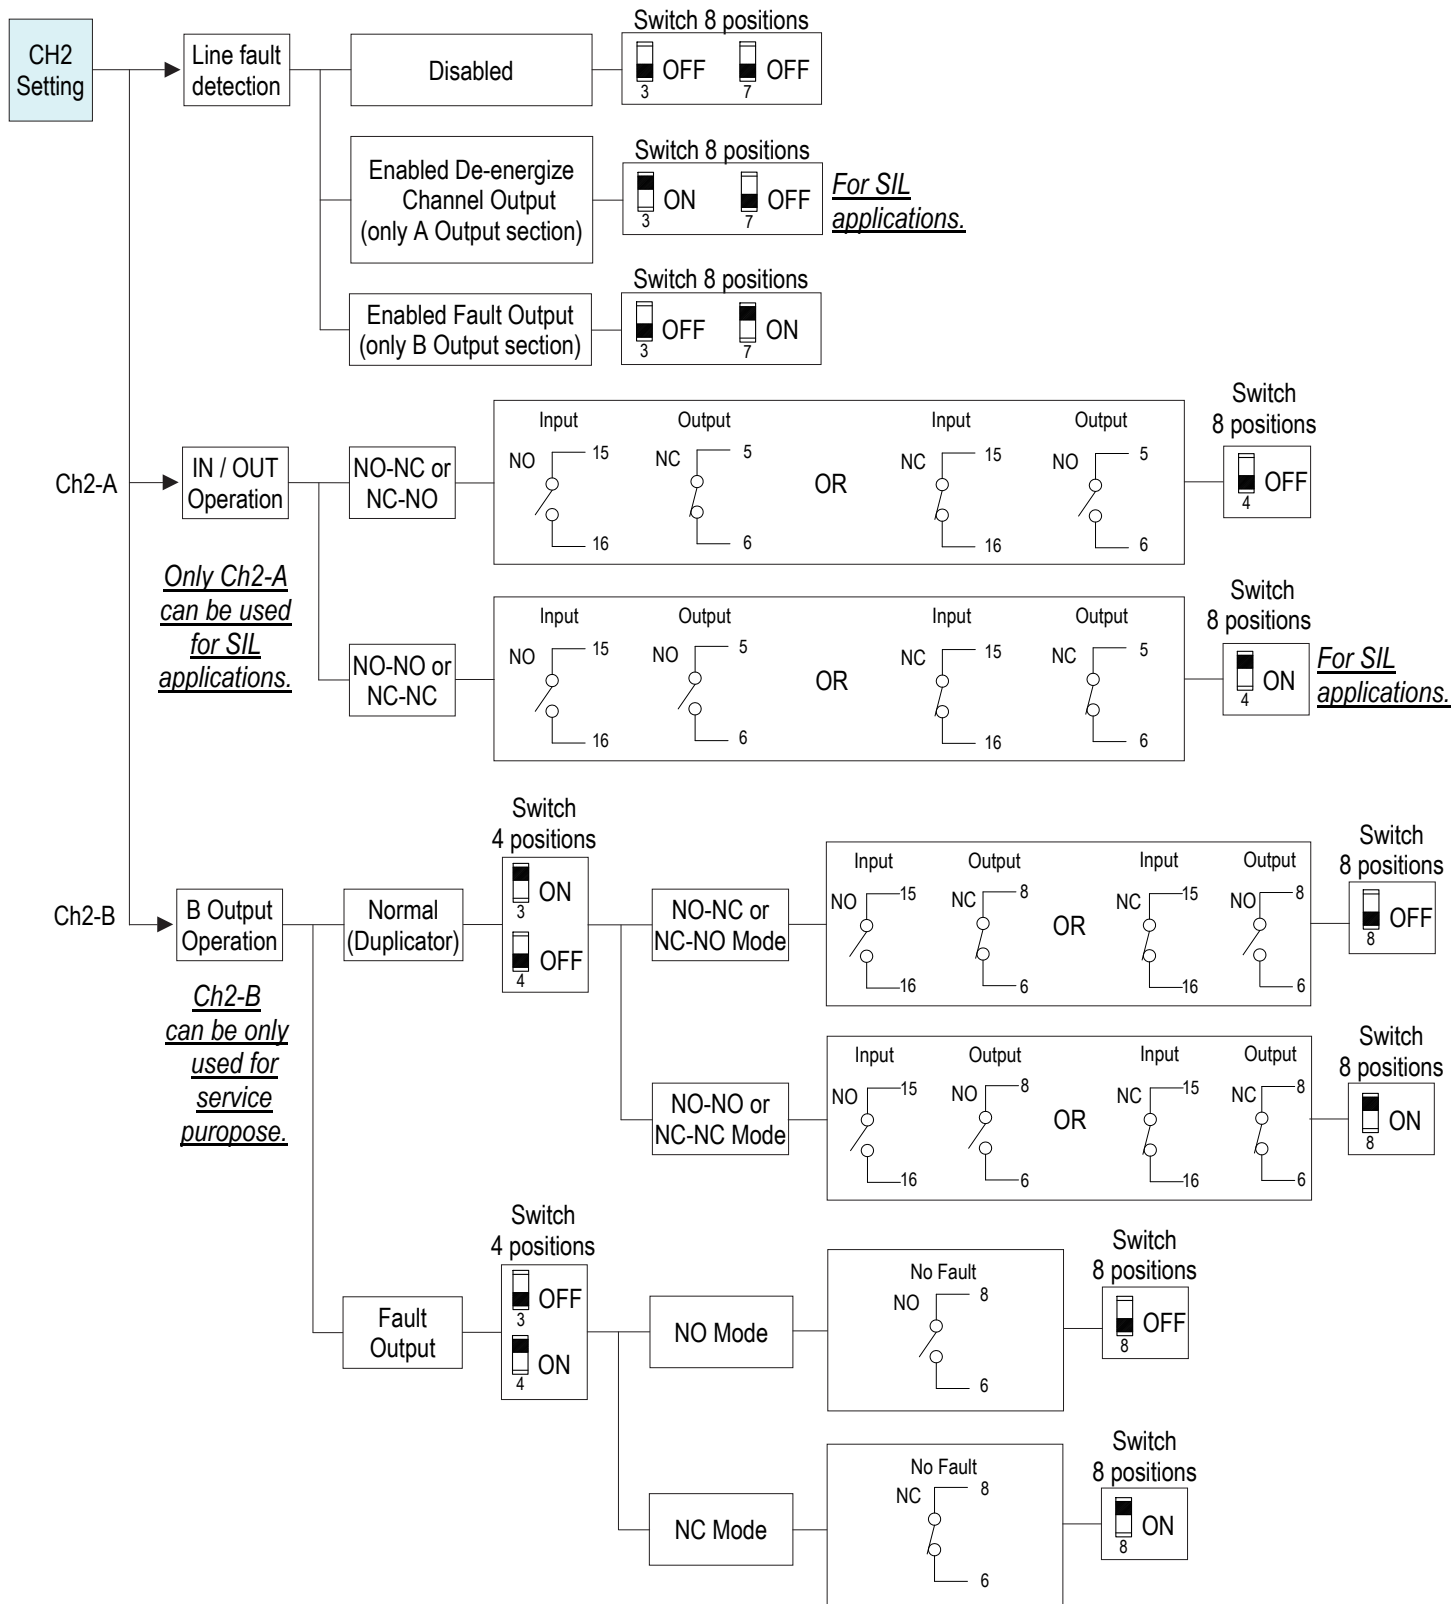 CH2
Setting
Line fault
detection
Disabled
Switch 8 positions
OFF
3
OFF
7
Enabled De-energize
Channel Output
(only A Output section)
Switch 8 positions
ON
3
OFF
7
For SIL
applications.
Enabled Fault Output
(only B Output section)
Switch 8 positions
OFF
3
ON
7
Ch2-A
IN / OUT
Operation
Only Ch2-A
can be used
for SIL
applications.
NO-NC or
NC-NO
Input
NO
15
16
Output
NC
5
6
OR
Input
NC
15
16
Output
NO
5
6
Switch
8 positions
OFF
4
NO-NO or
NC-NC
Input
NO
15
16
Output
NO
5
6
OR
Input
NC
15
16
Output
NC
5
6
Switch
8 positions
ON
4
For SIL
applications.
Ch2-B
B Output
Operation
Ch2-B
can be only
used for
service
puropose.
Normal
(Duplicator)
Switch
4 positions
ON
3
OFF
4
NO-NC or
NC-NO Mode
Input
NO
15
16
Output
NC
8
6
OR
Input
NC
15
16
Output
NO
8
6
Switch
8 positions
OFF
8
NO-NO or
NC-NC Mode
Input
NO
15
16
Output
NO
8
6
OR
Input
NC
15
16
Output
NC
8
6
Switch
8 positions
ON
8
Fault
Output
Switch
4 positions
OFF
3
ON
4
NO Mode
No Fault
NO
8
6
Switch
8 positions
OFF
8
NC Mode
No Fault
NC
8
6
Switch
8 positions
ON
8